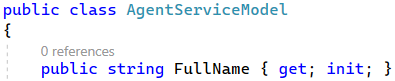 public class AgentServiceModel
{
0 references
public string FullName { get; init; }